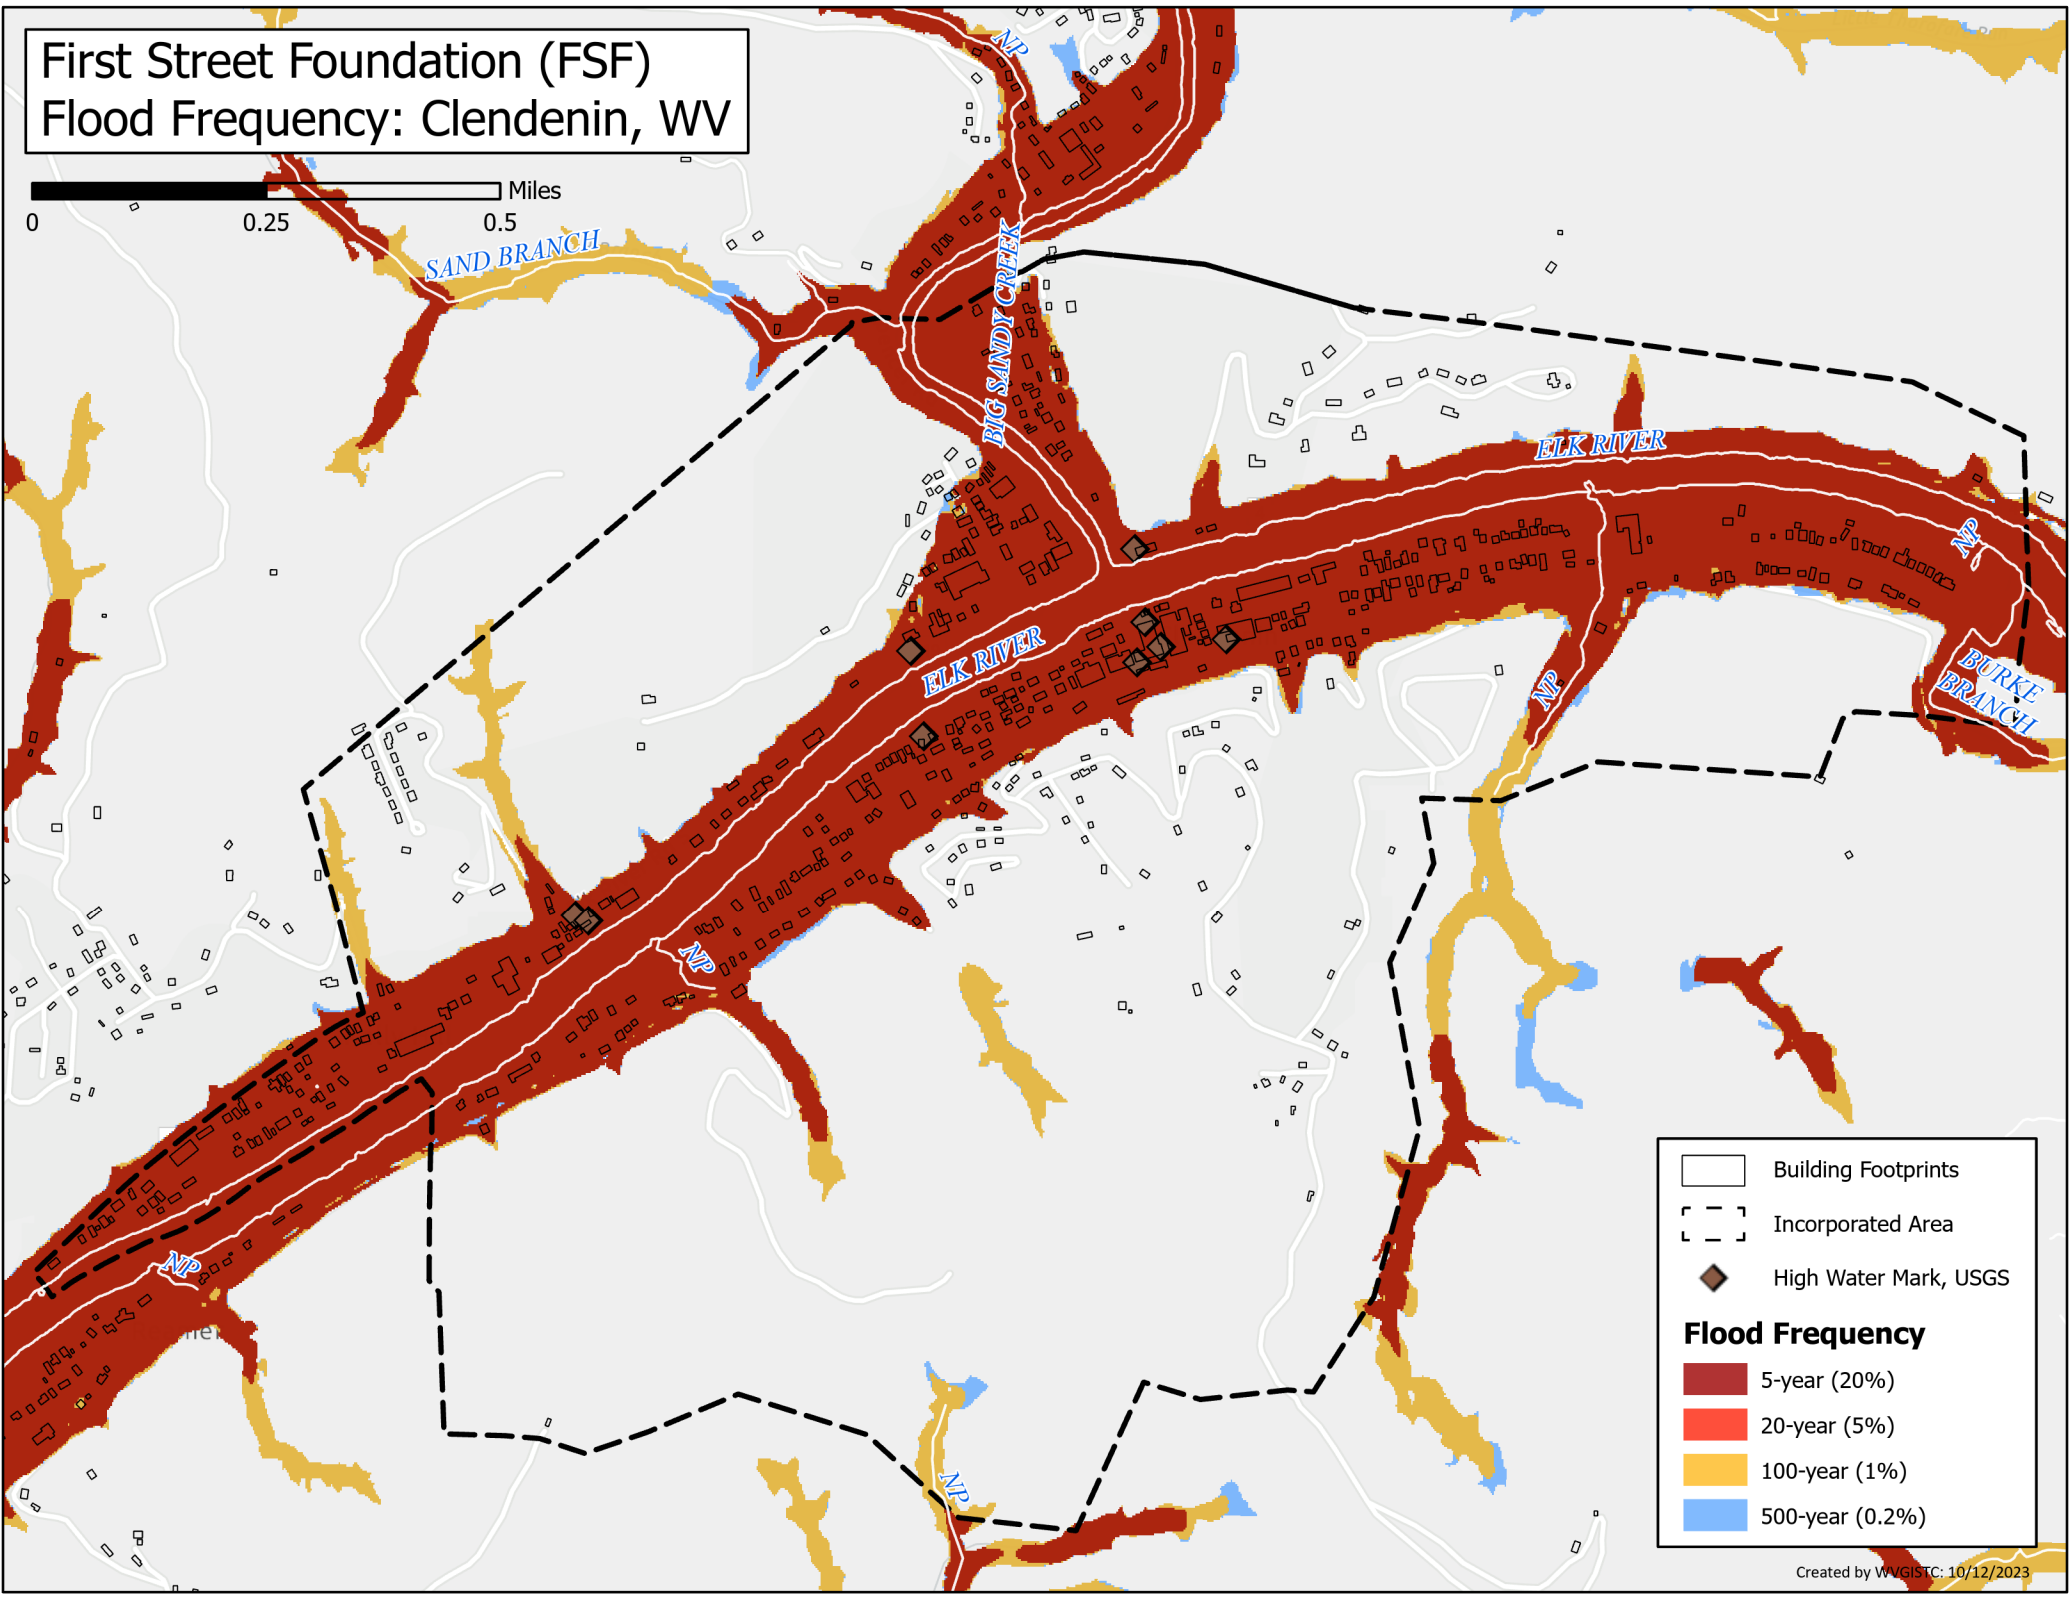 First Street Foundation (FSF)
Flood Frequency: Clendenin, WV
Miles
0 0.25 0.5
NP
SAND BRANCH
BIG SANDY CREEK
ELK RIVER
NP
ELK RIVER
BURKE
BRANCH
NP
NP
NP
NP
Building Footprints
Incorporated Area
High Water Mark, USGS
Flood Frequency
5-year (20%)
20-year (5%)
100-year (1%)
500-year (0.2%)
Created by WVGISTC: 10/12/2023